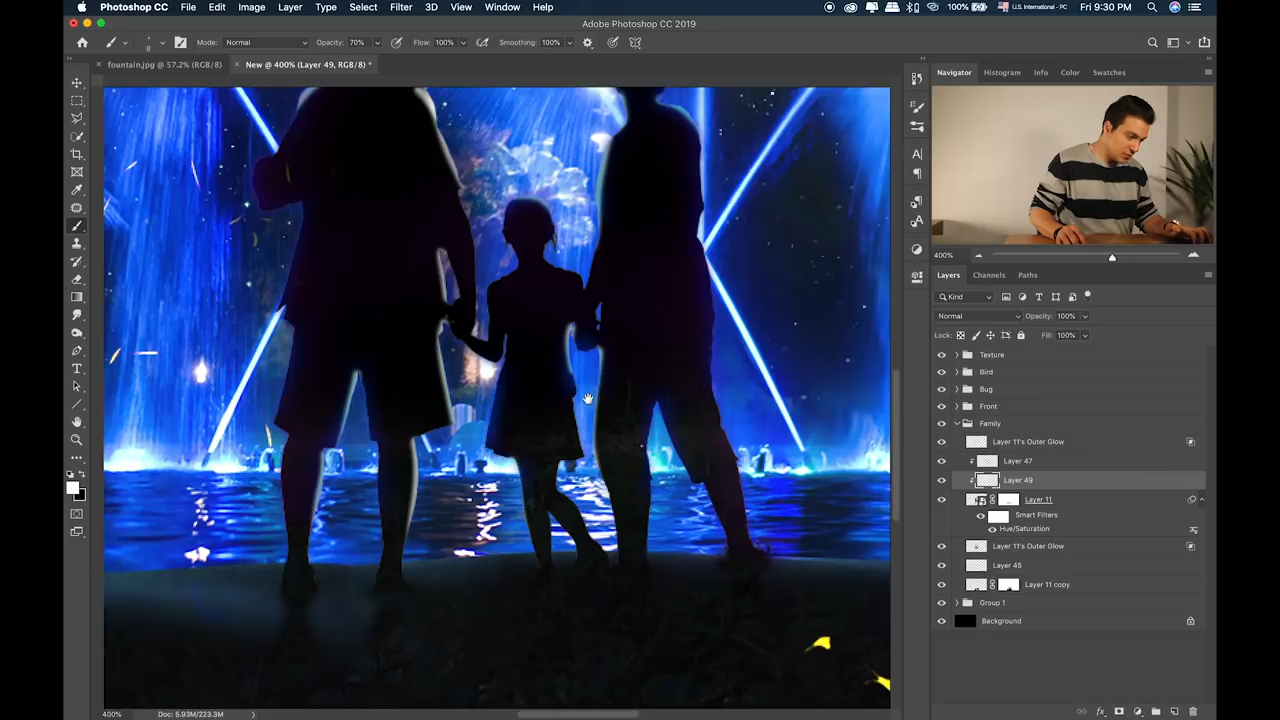 Photoshop CC File Edit Image Layer Type Select Filter 3D View Window Help 100% U.S. International - PC Fri 9:30 PM
Adobe Photoshop CC 2019
8 Mode: Normal Opacity: 70% Flow: 100% Smoothing: 100%
× fountain.jpg @ 57.2% (RGB/8) × New @ 400% (Layer 49, RGB/8) *
Navigator Histogram Info Color Swatches
400%
Layers Channels Paths
Kind
Normal Opacity: 100%
Lock: Fill: 100%
Texture
Bird
Bug
Front
Family
Layer 11's Outer Glow
Layer 47
Layer 49
Layer 11
Smart Filters
Hue/Saturation
Layer 11's Outer Glow
Layer 45
Layer 11 copy
Group 1
Background
400% Doc: 5.93M/223.3M